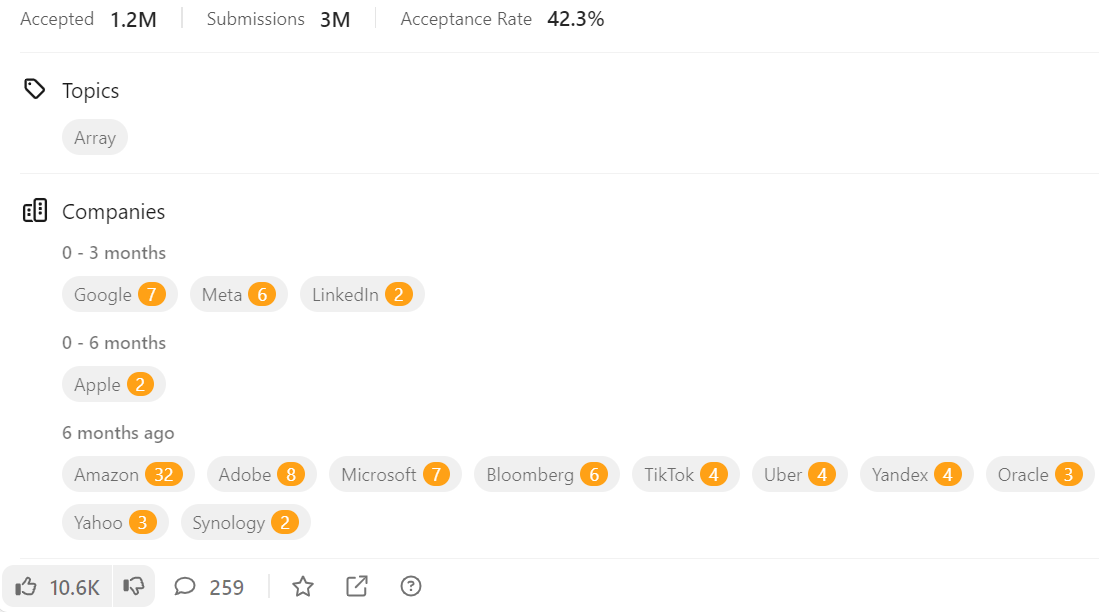 Accepted 1.2M Submissions 3M Acceptance Rate 42.3%
Topics
Array
Companies
0 - 3 months
Google 7 Meta 6 LinkedIn 2
0 - 6 months
Apple 2
6 months ago
Amazon 32 Adobe 8 Microsoft 7 Bloomberg 6 TikTok 4 Uber 4 Yandex 4 Oracle 3
Yahoo 3 Synology 2
10.6K 259 ?